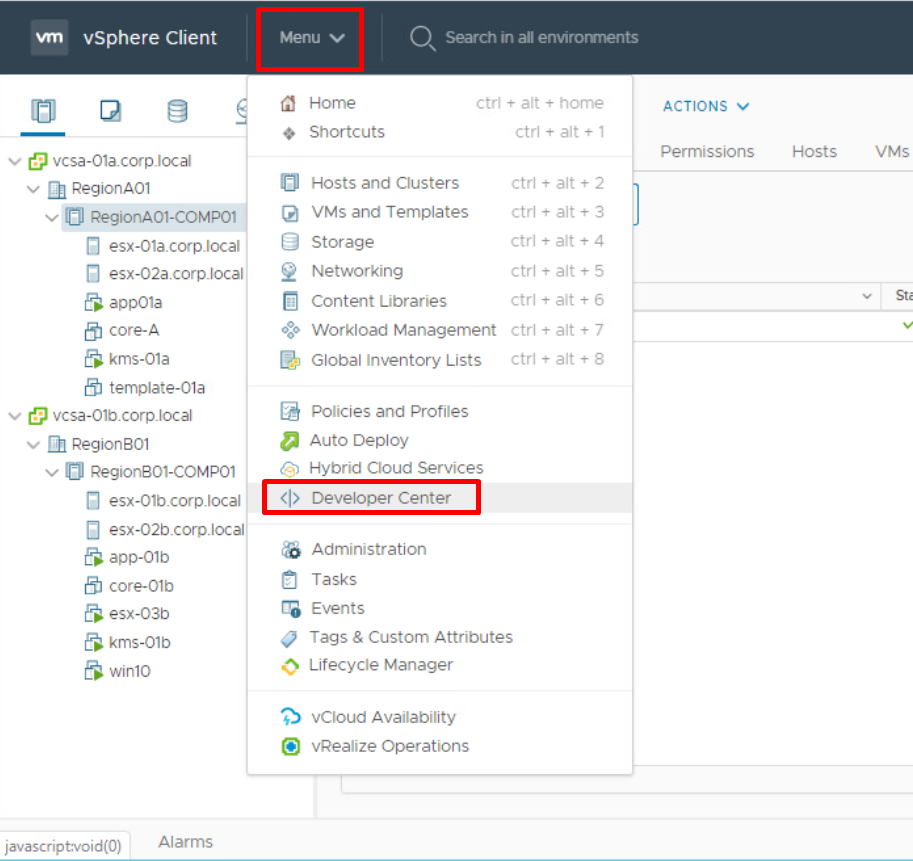 vm vSphere Client Menu Search in all environments
ACTIONS
Permissions Hosts VMs
Sta
vcsa-01a.corp.local
RegionA01
RegionA01-COMP01
esx-01a.corp.local
esx-02a.corp.local
app01a
core-A
kms-01a
template-01a
vcsa-01b.corp.local
RegionB01
RegionB01-COMP01
esx-01b.corp.local
esx-02b.corp.local
app-01b
core-01b
esx-03b
kms-01b
win10
Home ctrl + alt + home
Shortcuts ctrl + alt + 1
Hosts and Clusters ctrl + alt + 2
VMs and Templates ctrl + alt + 3
Storage ctrl + alt + 4
Networking ctrl + alt + 5
Content Libraries ctrl + alt + 6
Workload Management ctrl + alt + 7
Global Inventory Lists ctrl + alt + 8
Policies and Profiles
Auto Deploy
Hybrid Cloud Services
Developer Center
Administration
Tasks
Events
Tags & Custom Attributes
Lifecycle Manager
vCloud Availability
vRealize Operations
javascript:void(0) Alarms